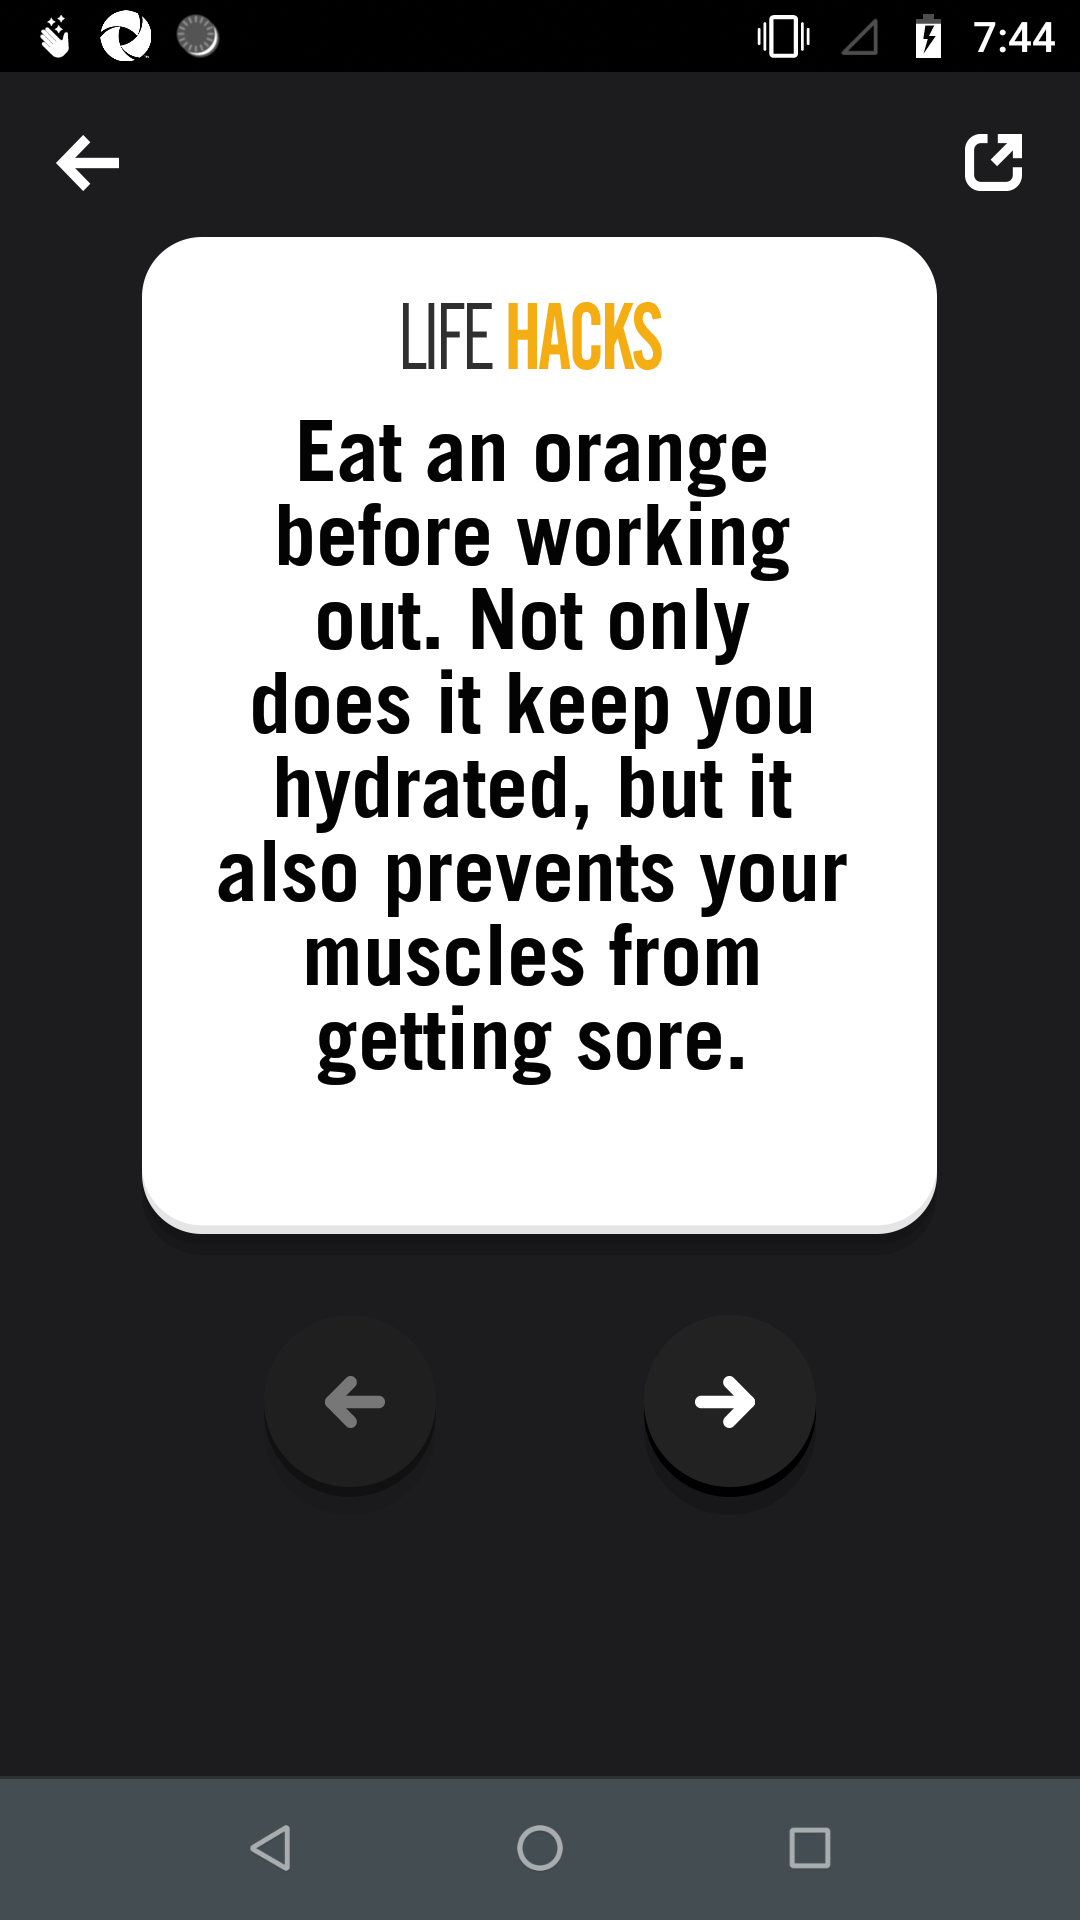 7:44
LIFE HACKS
Eat an orange
before working
out. Not only
does it keep you
hydrated, but it
also prevents your
muscles from
getting sore.